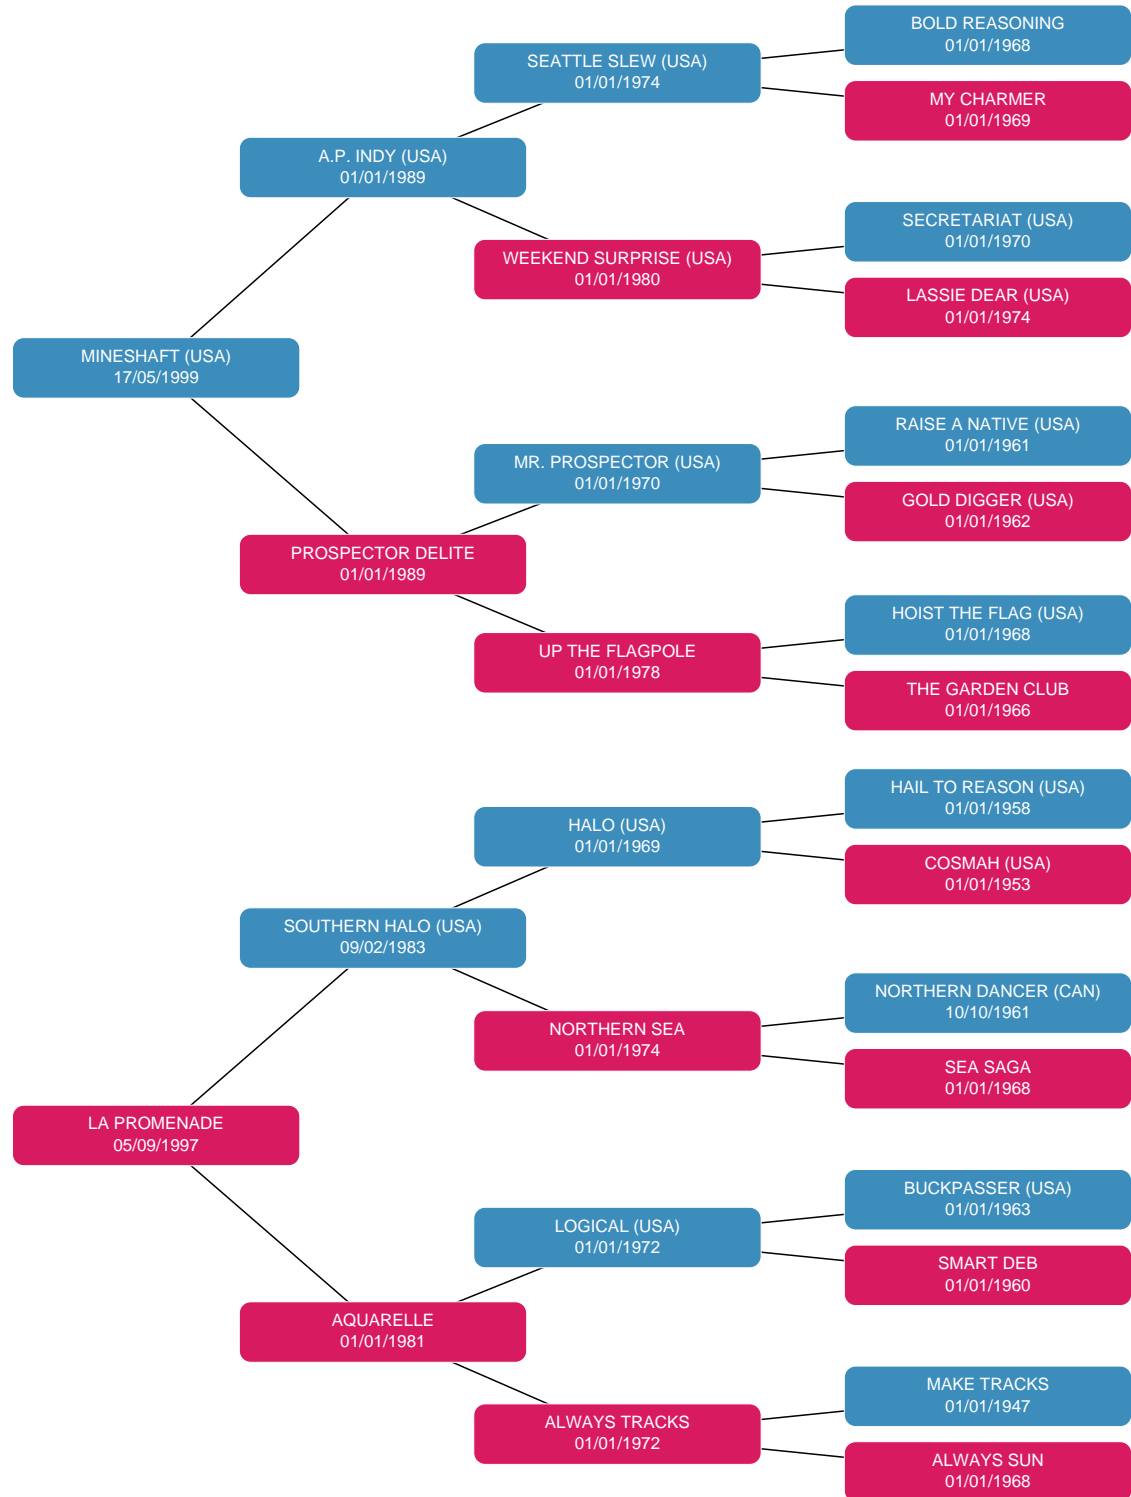 BOLD REASONING
01/01/1968
SEATTLE SLEW (USA)
01/01/1974
MY CHARMER
01/01/1969
A.P. INDY (USA)
01/01/1989
SECRETARIAT (USA)
01/01/1970
WEEKEND SURPRISE (USA)
01/01/1980
LASSIE DEAR (USA)
01/01/1974
MINESHAFT (USA)
17/05/1999
RAISE A NATIVE (USA)
01/01/1961
MR. PROSPECTOR (USA)
01/01/1970
GOLD DIGGER (USA)
01/01/1962
PROSPECTOR DELITE
01/01/1989
HOIST THE FLAG (USA)
01/01/1968
UP THE FLAGPOLE
01/01/1978
THE GARDEN CLUB
01/01/1966
HAIL TO REASON (USA)
01/01/1958
HALO (USA)
01/01/1969
COSMAH (USA)
01/01/1953
SOUTHERN HALO (USA)
09/02/1983
NORTHERN DANCER (CAN)
10/10/1961
NORTHERN SEA
01/01/1974
SEA SAGA
01/01/1968
LA PROMENADE
05/09/1997
BUCKPASSER (USA)
01/01/1963
LOGICAL (USA)
01/01/1972
SMART DEB
01/01/1960
AQUARELLE
01/01/1981
MAKE TRACKS
01/01/1947
ALWAYS TRACKS
01/01/1972
ALWAYS SUN
01/01/1968